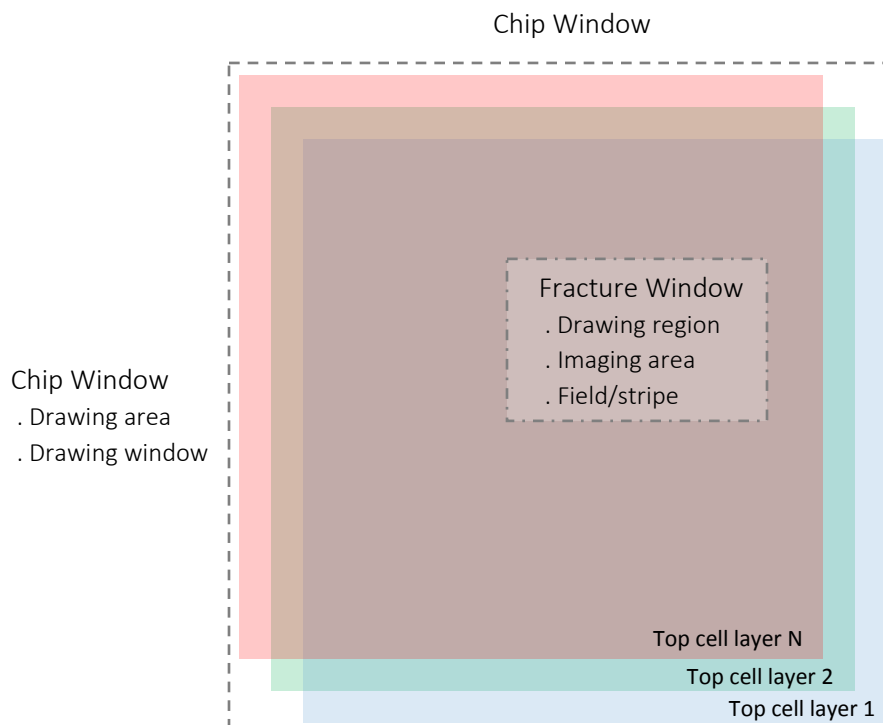 Chip Window
Fracture Window
. Drawing region
. Imaging area
. Field/stripe
Chip Window
. Drawing area
. Drawing window
Top cell layer N
Top cell layer 2
Top cell layer 1